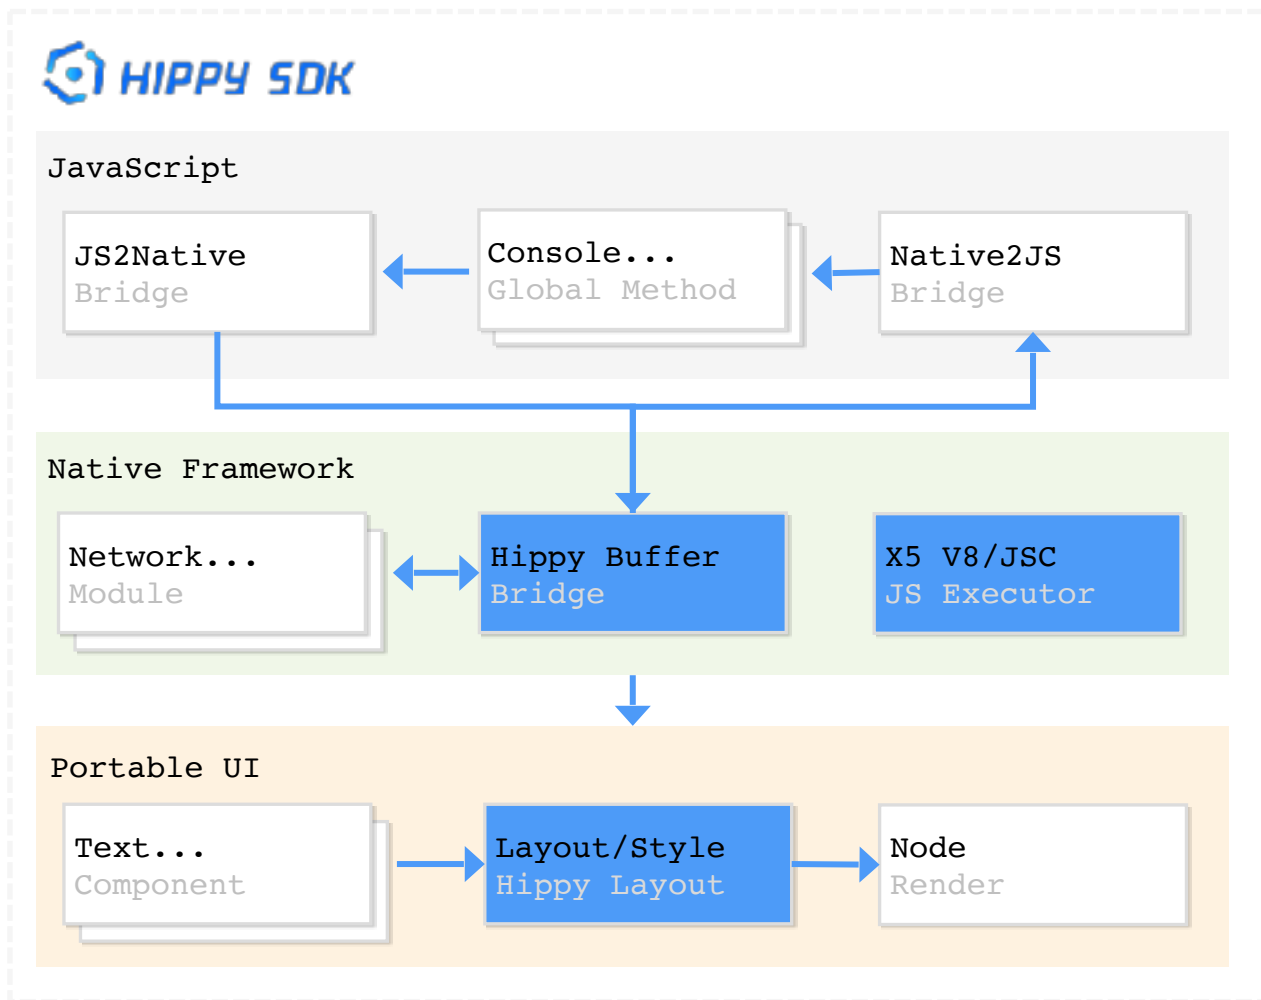 HIPPY SDK
JavaScript
JS2Native
Bridge
Console...
Global Method
Native2JS
Bridge
Native Framework
Network...
Module
Hippy Buffer
Bridge
X5 V8/JSC
JS Executor
Portable UI
Text...
Component
Layout/Style
Hippy Layout
Node
Render